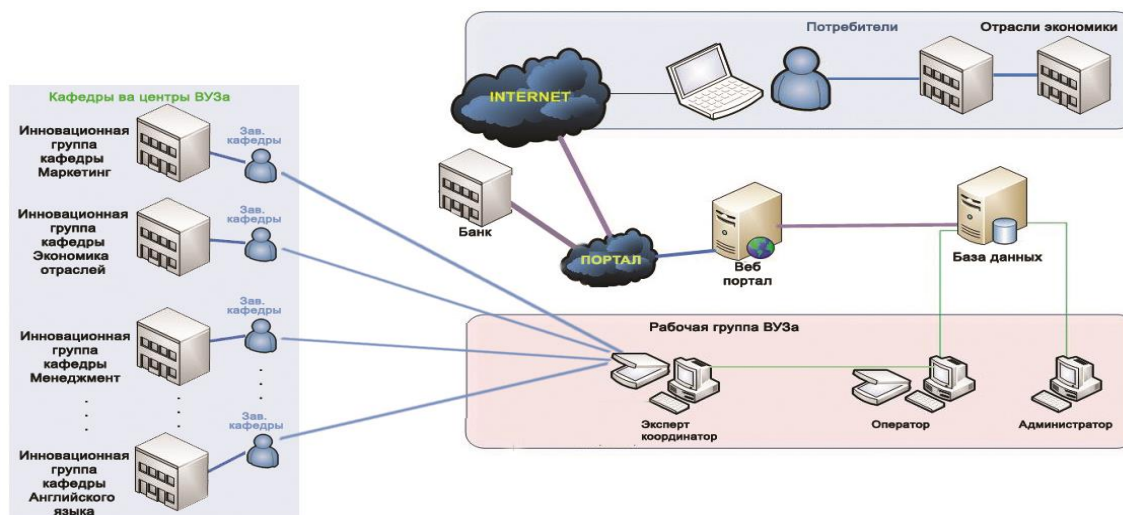 Кафедры ва центры ВУЗа
Инновационная
группа
кафедры
Маркетинг
Зав.
кафедры
Инновационная
группа
кафедры
Экономика
отраслей
Зав.
кафедры
Инновационная
группа
кафедры
Менеджмент
Зав.
кафедры
Инновационная
группа
кафедры
Английского
языка
Зав.
кафедры
Потребители
Отрасли экономики
INTERNET
Банк
ПОРТАЛ
Веб
портал
База данных
Рабочая группа ВУЗа
Эксперт
координатор
Оператор
Администратор